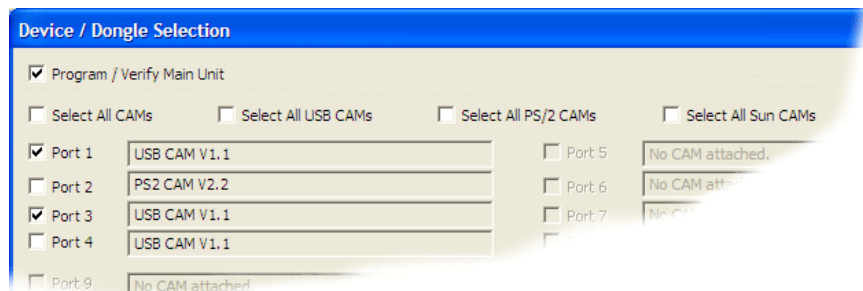 Device / Dongle Selection
Program / Verify Main Unit
Select All CAMs Select All USB CAMs Select All PS/2 CAMs Select All Sun CAMs
Port 1 USB CAM V1.1 Port 5 No CAM attached.
Port 2 PS2 CAM V2.2 Port 6 No CAM
Port 3 USB CAM V1.1 Port 7 No
Port 4 USB CAM V1.1
Port 9 No CAM attached